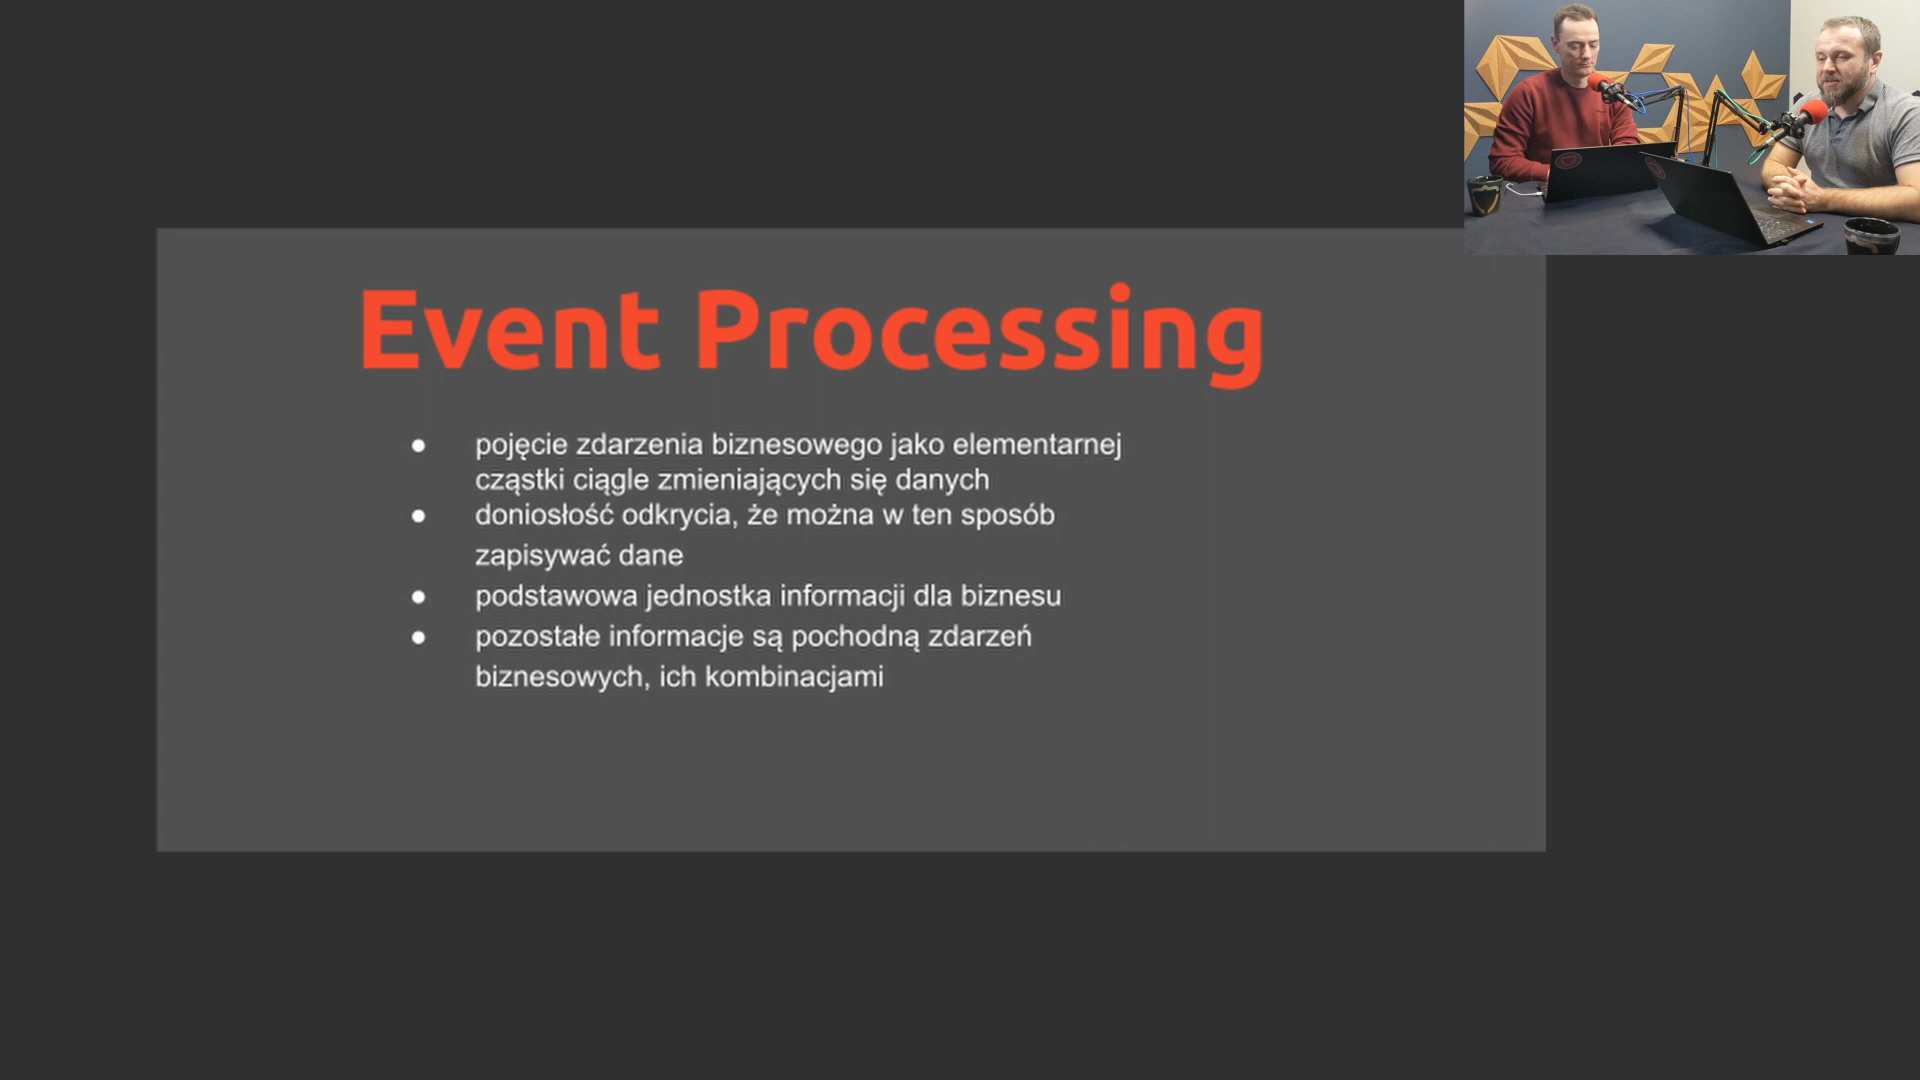 Event Processing
pojęcie zdarzenia biznesowego jako elementarnej
cząstki ciągle zmieniających się danych
doniosłość odkrycia, że można w ten sposób
zapisywać dane
podstawowa jednostka informacji dla biznesu
pozostałe informacje są pochodną zdarzeń
biznesowych, ich kombinacjami